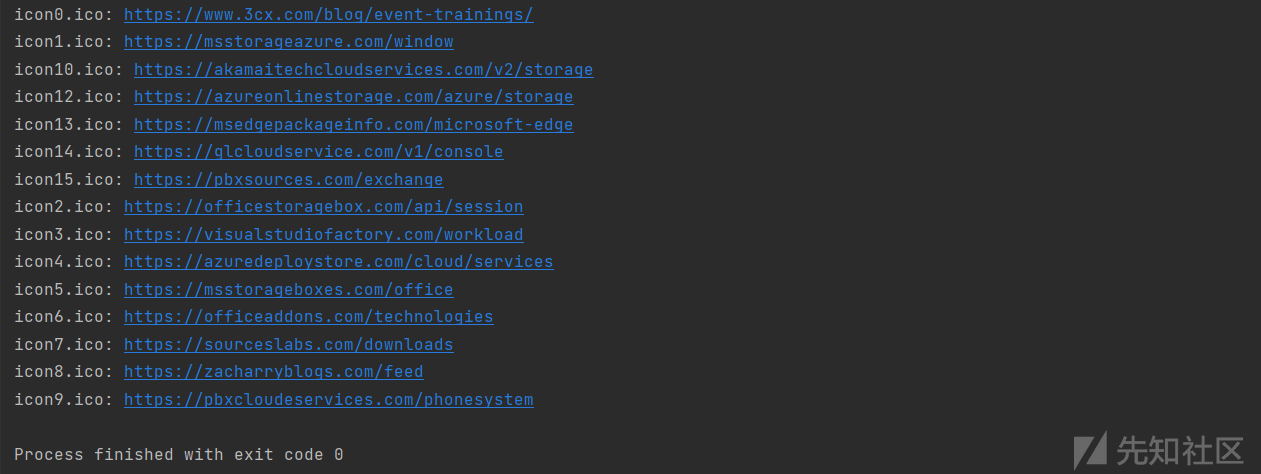 icon0.ico: https://www.3cx.com/blog/event-trainings/
icon1.ico: https://msstorageazure.com/window
icon10.ico: https://akamaitechcloudservices.com/v2/storage
icon12.ico: https://azureonlinestorage.com/azure/storage
icon13.ico: https://msedgepackageinfo.com/microsoft-edge
icon14.ico: https://glcloudservice.com/v1/console
icon15.ico: https://pbxsources.com/exchange
icon2.ico: https://officestoragebox.com/api/session
icon3.ico: https://visualstudiofactory.com/workload
icon4.ico: https://azuredeploystore.com/cloud/services
icon5.ico: https://msstorageboxes.com/office
icon6.ico: https://officeaddons.com/technologies
icon7.ico: https://sourceslabs.com/downloads
icon8.ico: https://zacharryblogs.com/feed
icon9.ico: https://pbxcloudeservices.com/phonesystem
Process finished with exit code 0
先知社区